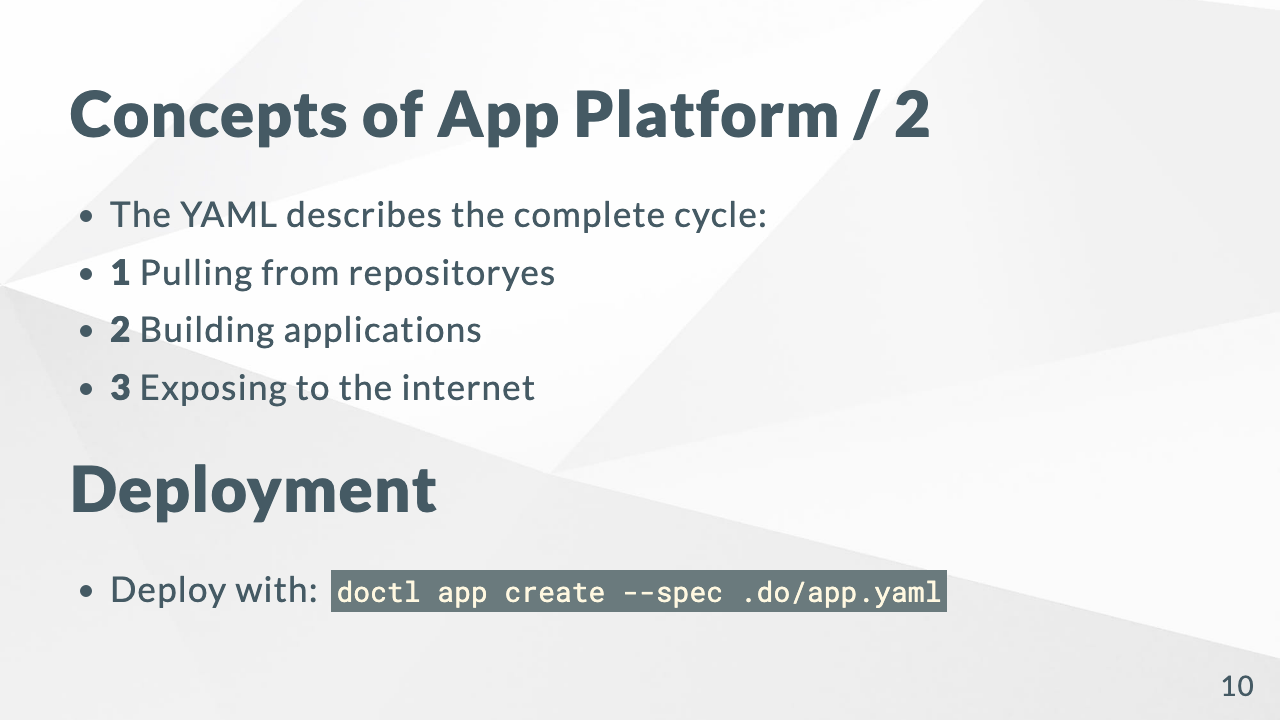 Concepts of App Platform / 2
• The YAML describes the complete cycle:
• 1 Pulling from repositoryes
• 2 Building applications
• 3 Exposing to the internet
Deployment
• Deploy with: doctl app create --spec .do/app.yaml
10